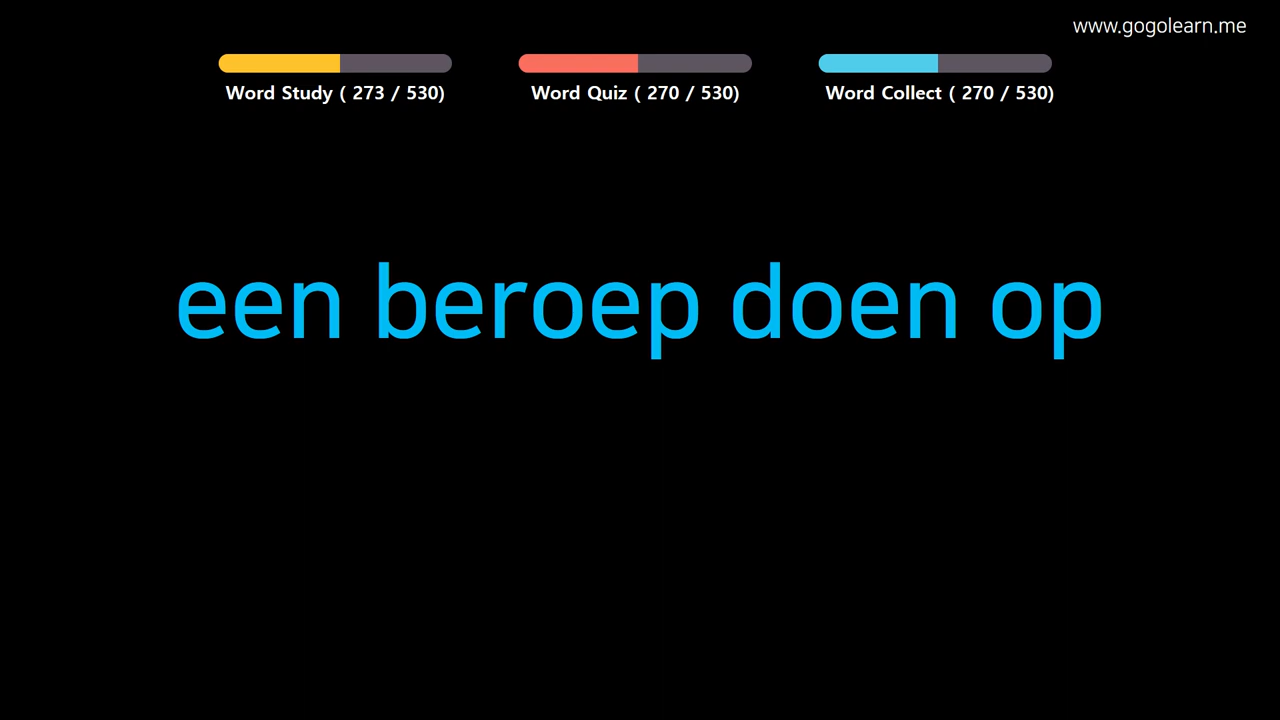 www.gogolearn.me
Word Study ( 273 / 530)
Word Quiz ( 270 / 530)
Word Collect ( 270 / 530)
een beroep doen op